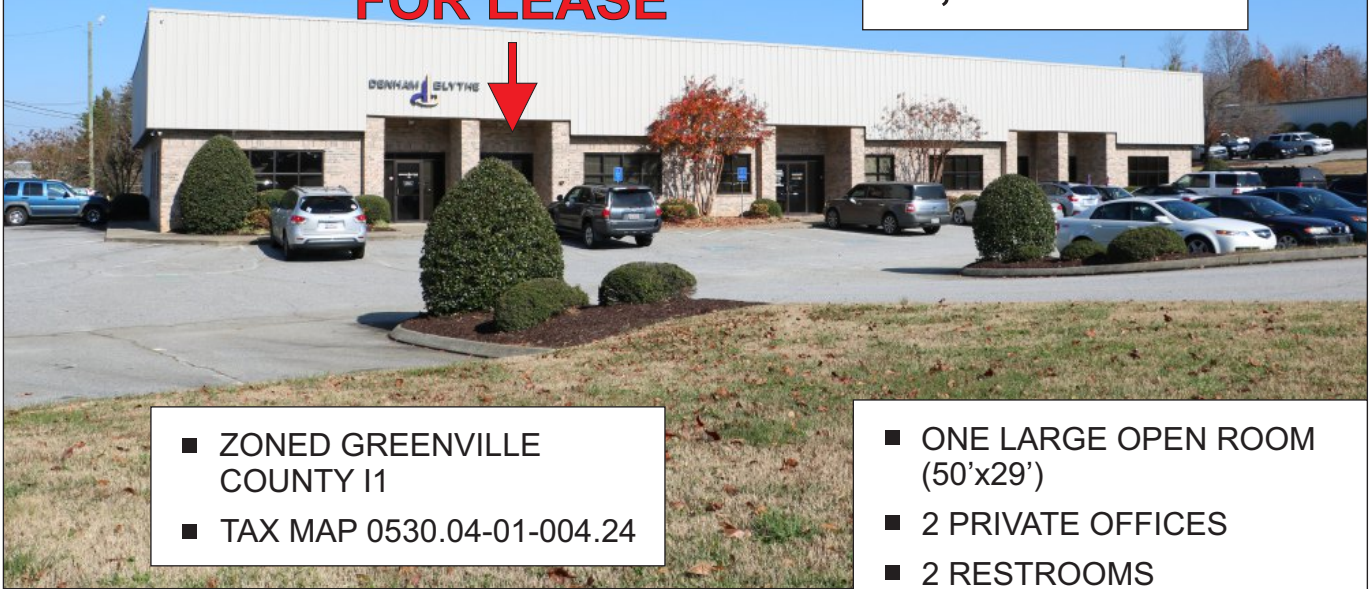 FOR LEASE
DENHAM BLYTHE
ZONED GREENVILLE
COUNTY I1
TAX MAP 0530.04-01-004.24
ONE LARGE OPEN ROOM
(50’x29’)
2 PRIVATE OFFICES
2 RESTROOMS